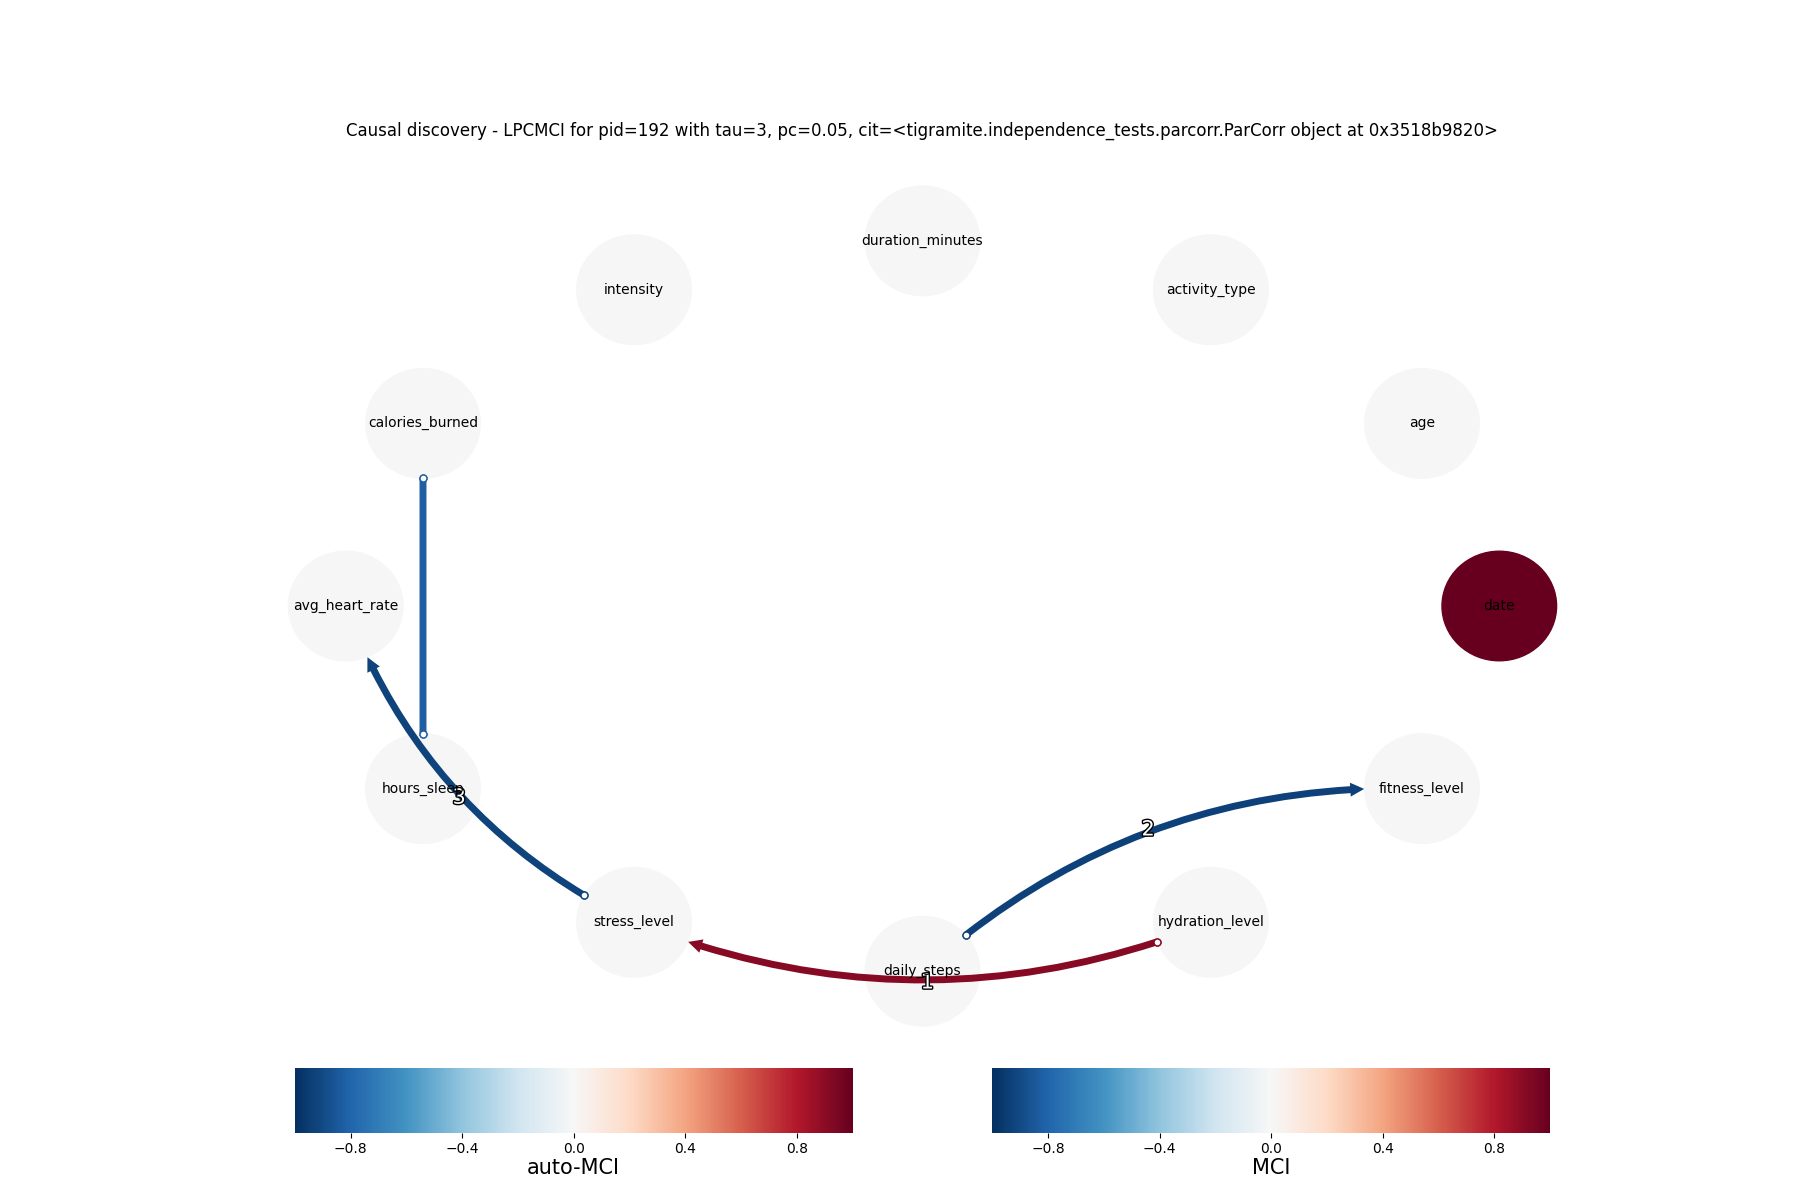 Causal discovery - LPCMCI for pid=192 with tau=3, pc=0.05, cit=<tigramite.independence_tests.parcorr.ParCorr object at 0x3518b9820>
duration_minutes
intensity
activity_type
calories_burned
age
avg_heart_rate
date
hours_sleep
3
fitness_level
2
stress_level
hydration_level
daily_steps
1
−0.8 −0.4 0.0 0.4 0.8
auto-MCI
−0.8 −0.4 0.0 0.4 0.8
MCI